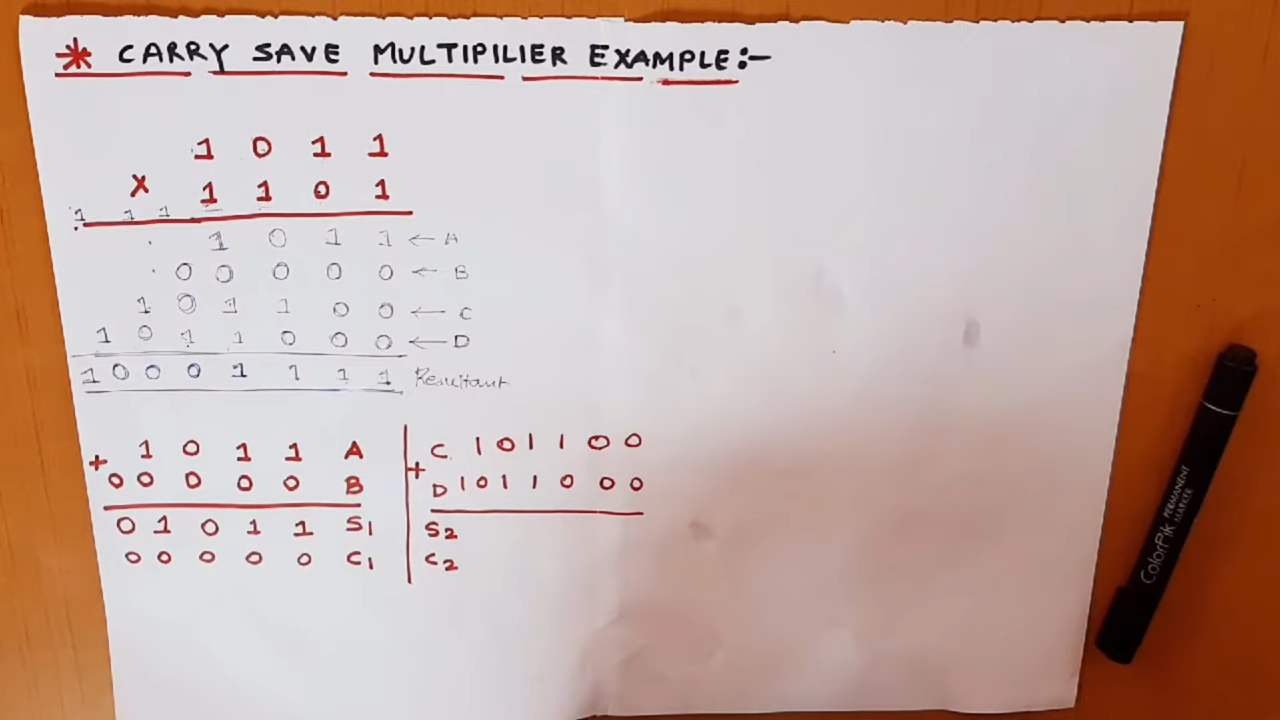 * CARRY SAVE MULTIPILIER EXAMPLE:-
1 0 1 1
X 1 1 0 1
1 1 1
1 0 1 1 ← A
0 0 0 0 0 ← B
1 0 1 1 0 0 ← C
1 0 1 1 0 0 0 ← D
1 0 0 0 1 1 1 1 Resultant
1 0 1 1 A
+ 0 0 0 0 0 B
0 1 0 1 1 S1
0 0 0 0 0 C1
C 1 0 1 1 0 0
+ D 1 0 1 1 0 0 0
S2
C2
ColorPik PERMANENT MARKER